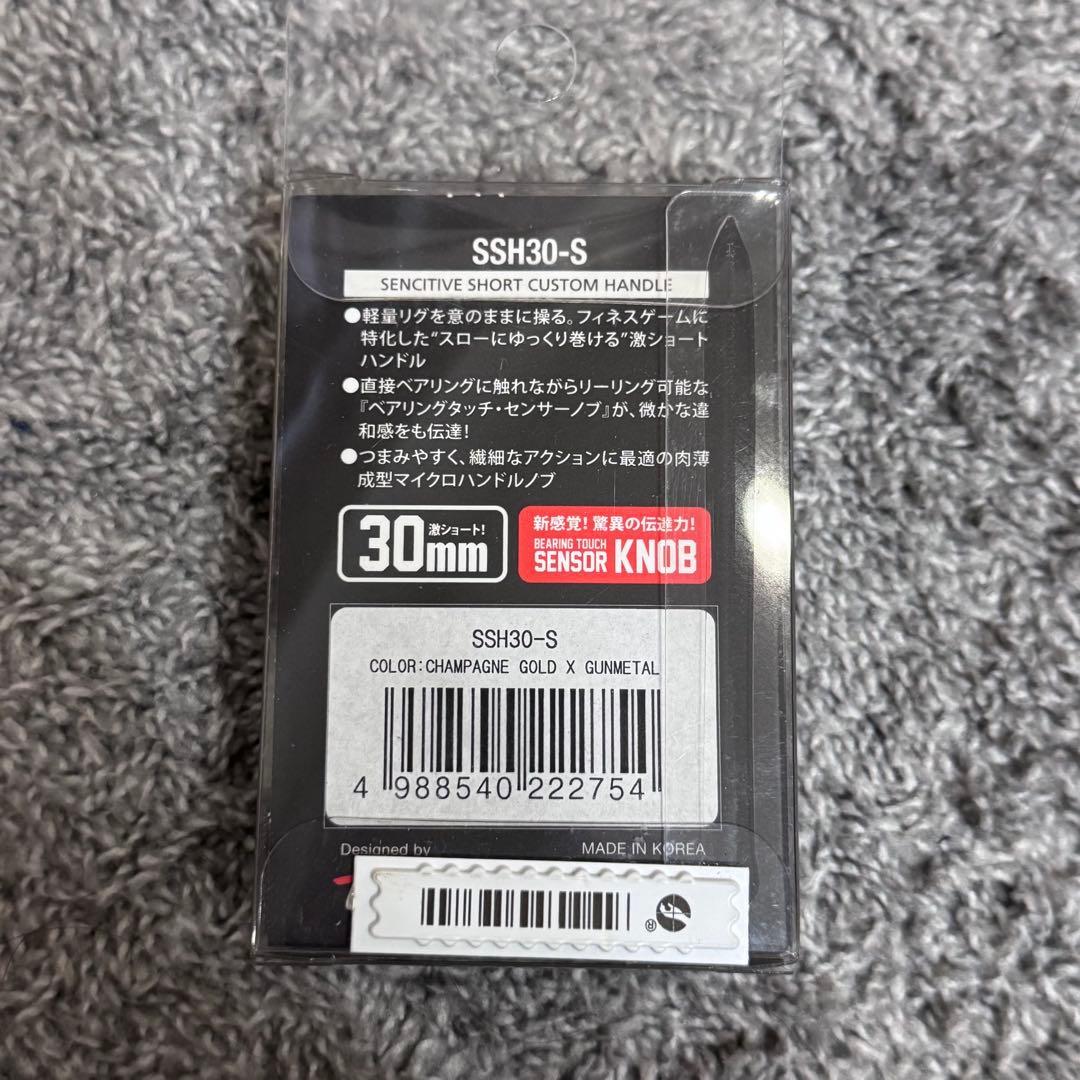 SSH30-S
SENCITIVE SHORT CUSTOM HANDLE
●軽量リグを意のままに操る。フィネスゲームに
特化した“スローにゆっくり巻ける”激ショート
ハンドル
●直接ベアリングに触れながらリーリング可能な
『ベアリングタッチ・センサーノブ』が、微かな違
和感をも伝達！
●つまみやすく、繊細なアクションに最適の肉薄
成型マイクロハンドルノブ
30mm 激ショート！
新感覚！驚異の伝達力！
BEARING TOUCH
SENSOR KNOB
SSH30-S
COLOR:CHAMPAGNE GOLD X GUNMETAL
4 988540 222754
Designed by
MADE IN KOREA
®